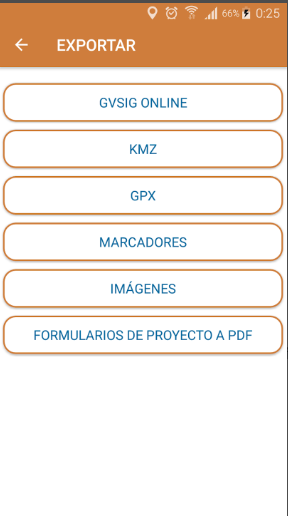 66% 0:25
EXPORTAR
GVSIG ONLINE
KMZ
GPX
MARCADORES
IMÁGENES
FORMULARIOS DE PROYECTO A PDF